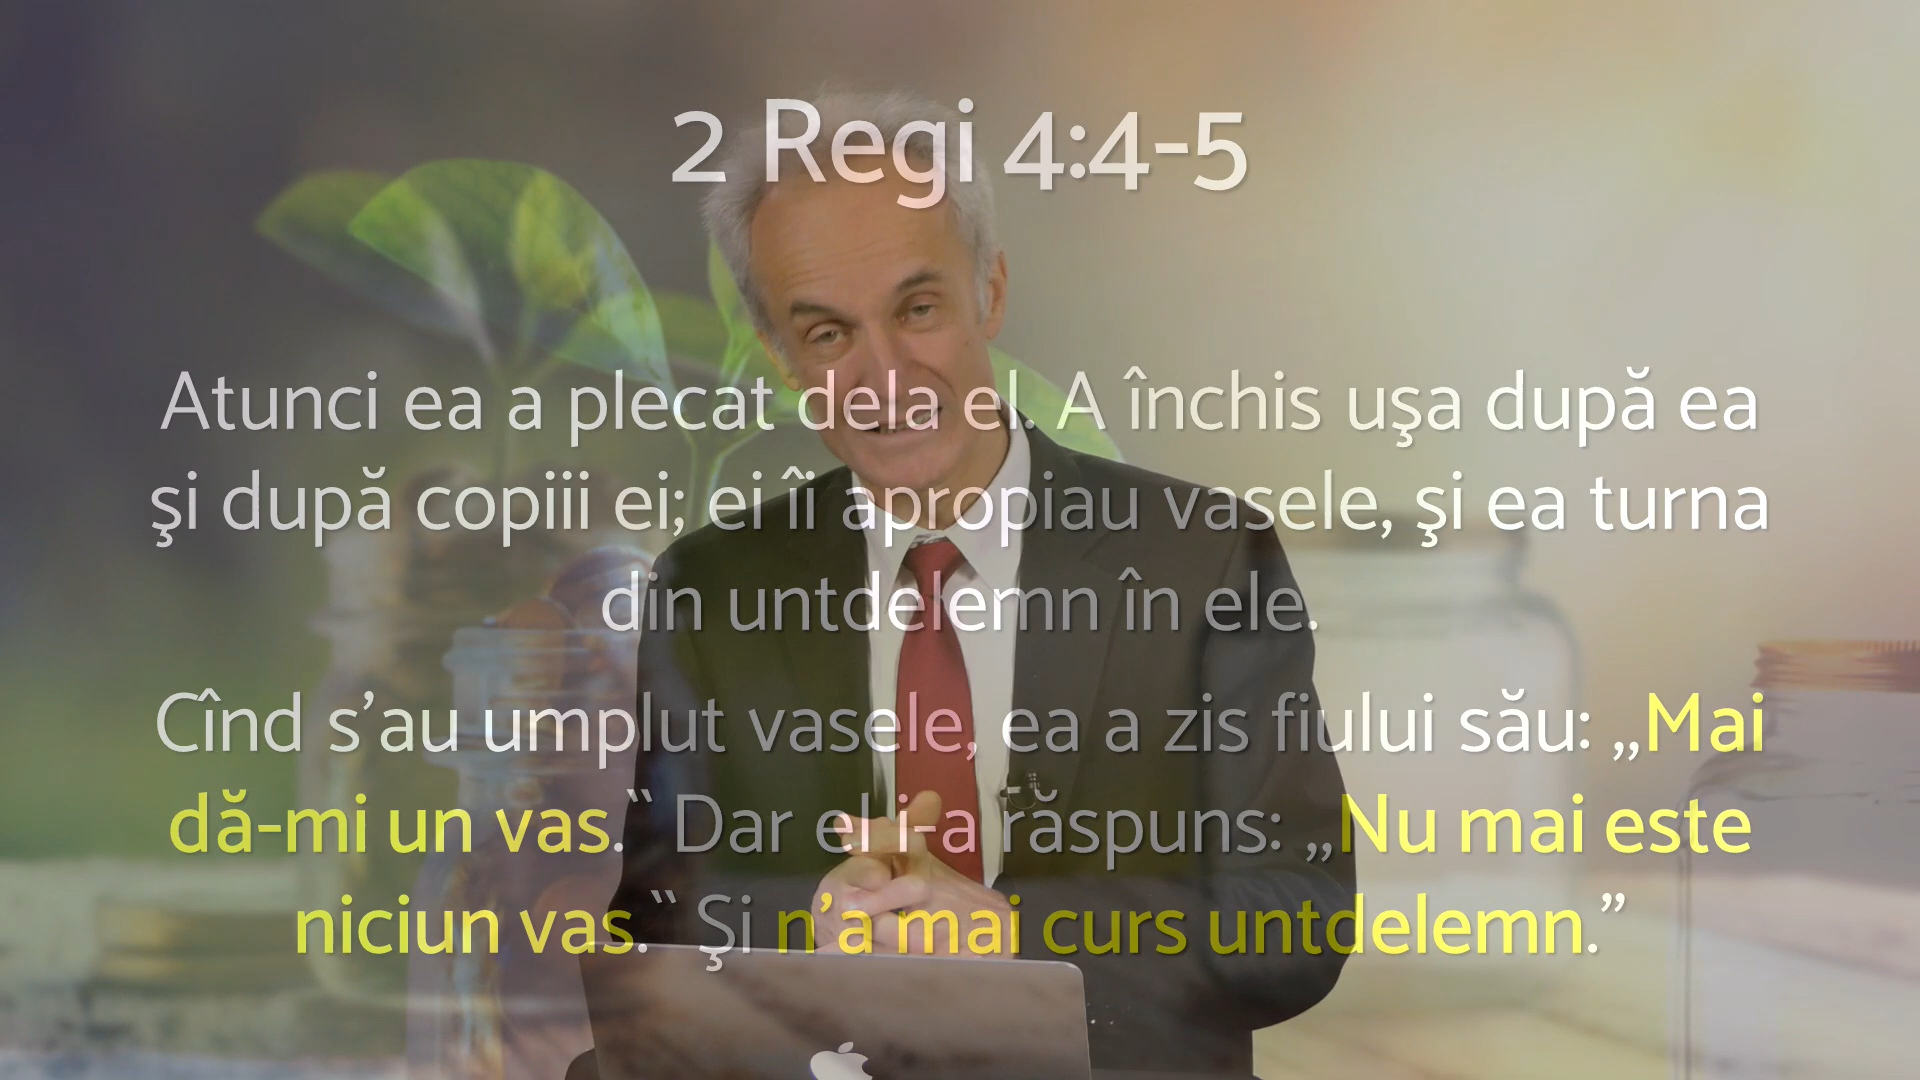 2 Regi 4:4-5
Atunci ea a plecat dela el. A închis uşa după ea
şi după copiii ei; ei îi apropiau vasele, şi ea turna
din untdelemn în ele.
Cînd s’au umplut vasele, ea a zis fiului său: „Mai
dă-mi un vas.‟ Dar el i-a răspuns: „Nu mai este
niciun vas.‟ Şi n’a mai curs untdelemn.”